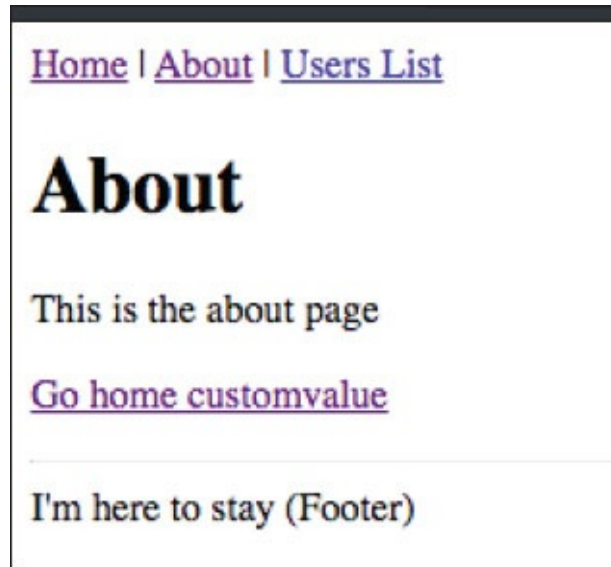 Home | About | Users List
About
This is the about page
Go home customvalue
I'm here to stay (Footer)